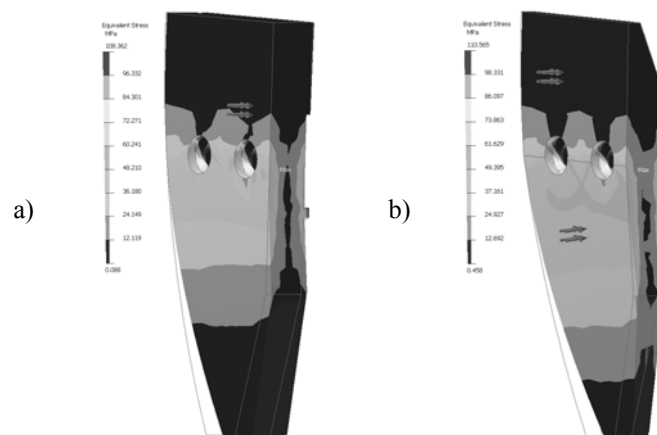 Equivalent Stress
MPa
108.362
96.332
84.301
72.271
60.241
48.210
36.180
24.149
12.119
0.088
Max
a)
Equivalent Stress
MPa
110.565
98.331
86.097
73.863
61.629
49.395
37.161
24.927
12.692
0.458
Max
b)